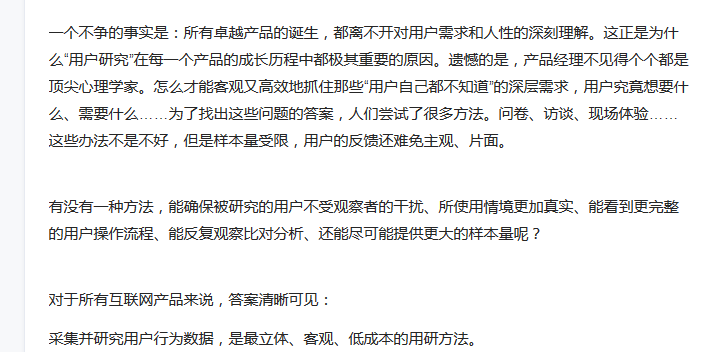 一个不争的事实是：所有卓越产品的诞生，都离不开对用户需求和人性的深刻理解。这正是为什
么“用户研究”在每一个产品的成长历程中都极其重要的原因。遗憾的是，产品经理不见得个个都是
顶尖心理学家。怎么才能客观又高效地抓住那些“用户自己都不知道”的深层需求，用户究竟想要什
么、需要什么……为了找出这些问题的答案，人们尝试了很多方法。问卷、访谈、现场体验……
这些办法不是不好，但是样本量受限，用户的反馈还难免主观、片面。
有没有一种方法，能确保被研究的用户不受观察者的干扰、所使用情境更加真实、能看到更完整
的用户操作流程、能反复观察比对分析、还能尽可能提供更大的样本量呢？
对于所有互联网产品来说，答案清晰可见：
采集并研究用户行为数据，是最立体、客观、低成本的用研方法。